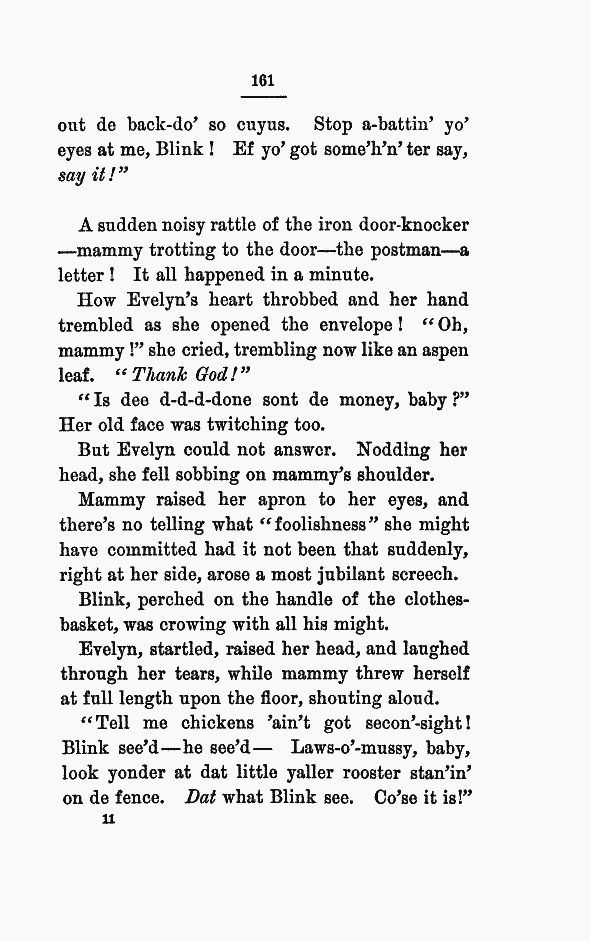 161
out de back-do’ so cuyus. Stop a-battin’ yo’
eyes at me, Blink ! Ef yo’ got some’h’n’ ter say,
say it !”
A sudden noisy rattle of the iron door-knocker
—mammy trotting to the door—the postman—a
letter ! It all happened in a minute.
How Evelyn’s heart throbbed and her hand
trembled as she opened the envelope ! “Oh,
mammy !” she cried, trembling now like an aspen
leaf. “Thank God!”
“Is dee d-d-d-done sont de money, baby ?”
Her old face was twitching too.
But Evelyn could not answer. Nodding her
head, she fell sobbing on mammy’s shoulder.
Mammy raised her apron to her eyes, and
there’s no telling what “foolishness” she might
have committed had it not been that suddenly,
right at her side, arose a most jubilant screech.
Blink, perched on the handle of the clothes-
basket, was crowing with all his might.
Evelyn, startled, raised her head, and laughed
through her tears, while mammy threw herself
at full length upon the floor, shouting aloud.
“Tell me chickens ’ain’t got secon’-sight!
Blink see’d—he see’d— Laws-o’-mussy, baby,
look yonder at dat little yaller rooster stan’in’
on de fence. Dat what Blink see. Co’se it is!”
11